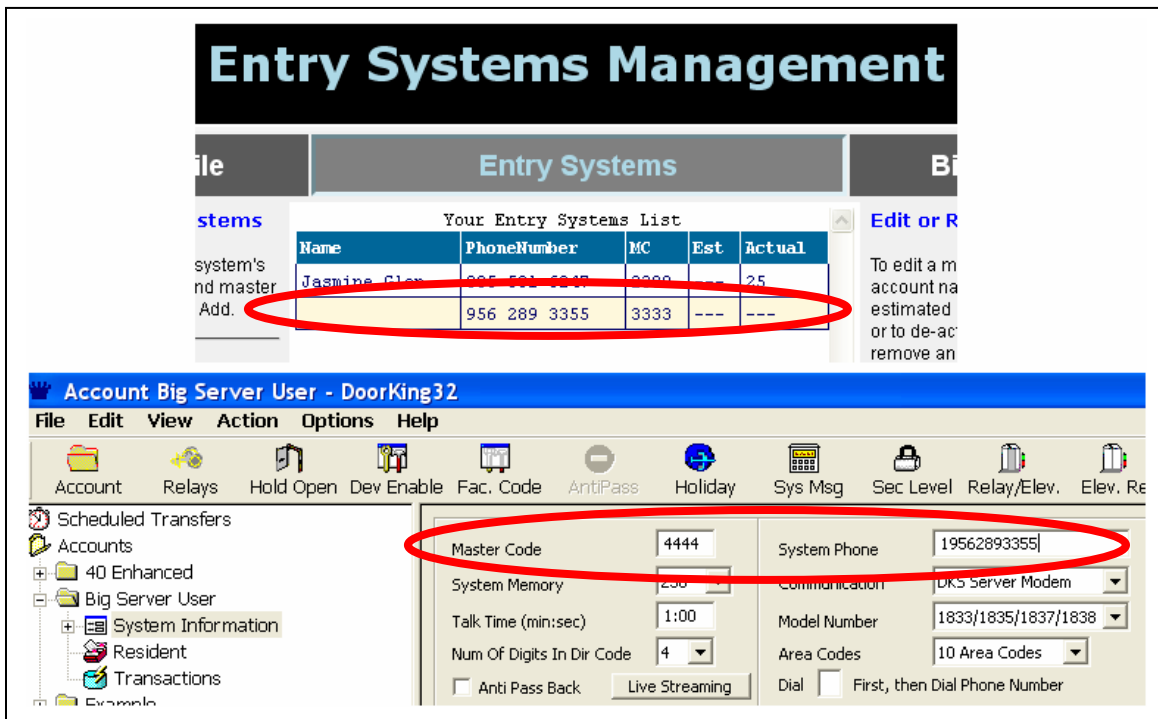 Entry Systems Management
ile Entry Systems Bi
stems Your Entry Systems List Edit or R
Name PhoneNumber MC Est Actual
system's To edit a m
Jasmine Glen --- 25
nd master account na
Add. 956 289 3355 3333 --- --- estimated
or to de-ac
remove an
Account Big Server User - DoorKing32
File Edit View Action Options Help
Account Relays Hold Open Dev Enable Fac. Code AntiPass Holiday Sys Msg Sec Level Relay/Elev. Elev. Re
Scheduled Transfers
Accounts
Master Code 4444 System Phone 19562893355
40 Enhanced
System Memory Communication DKS Server Modem
Big Server User
Talk Time (min:sec) 1:00 Model Number 1833/1835/1837/1838
System Information
Resident
Num Of Digits In Dir Code 4 Area Codes 10 Area Codes
Transactions
Anti Pass Back Live Streaming Dial First, then Dial Phone Number
Example